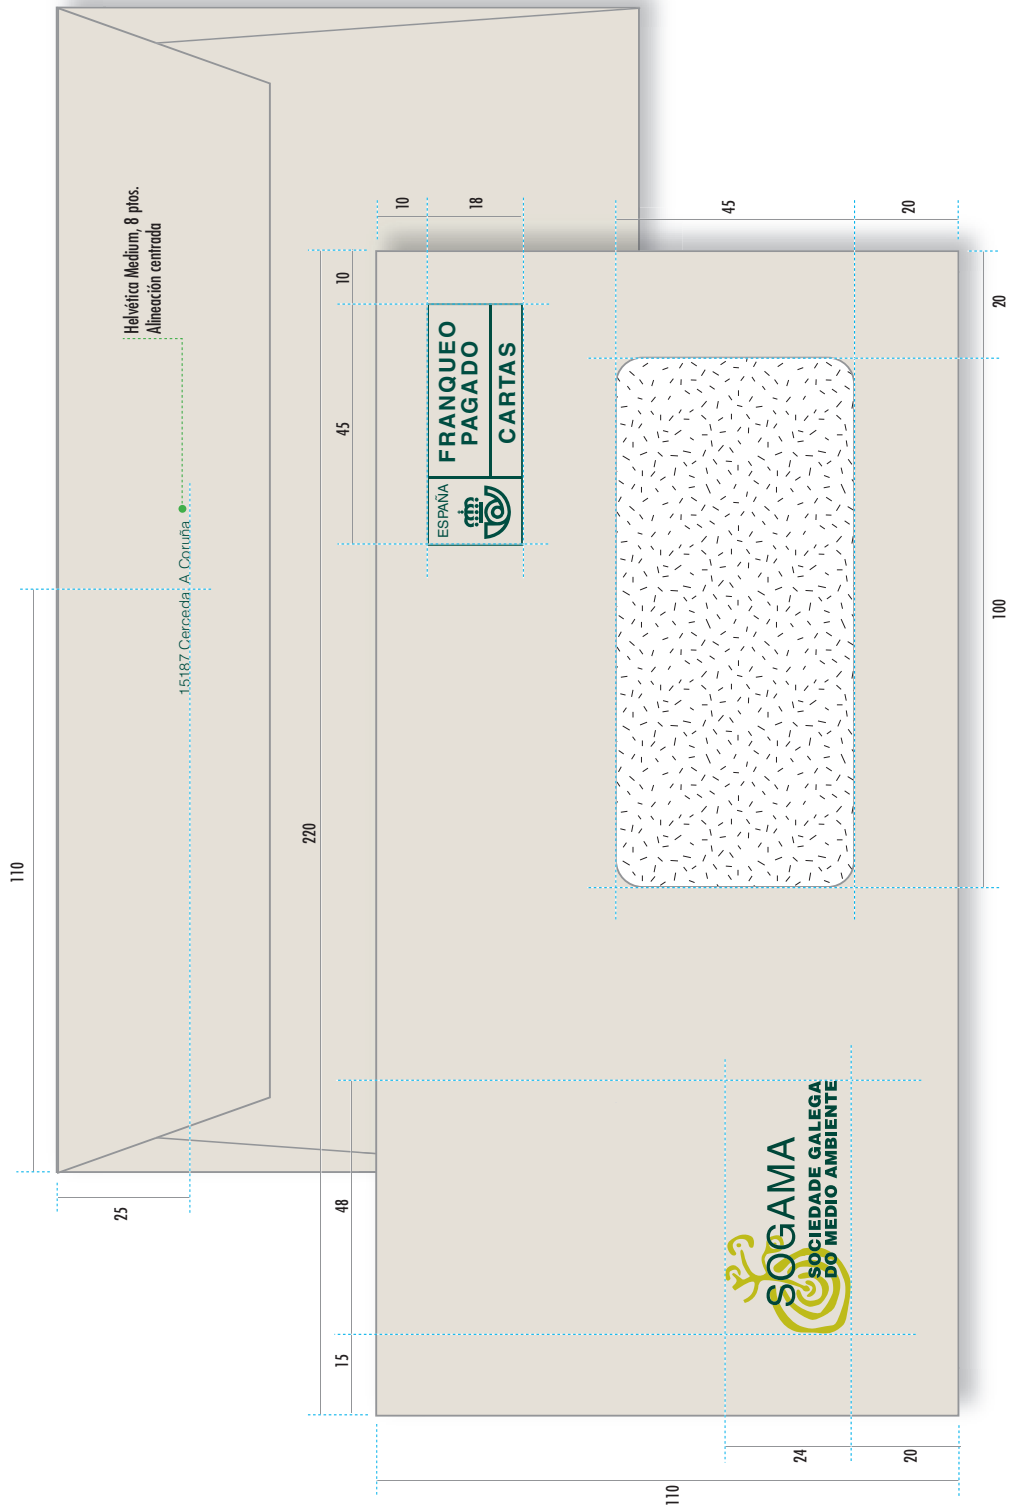 Helvética Medium, 8 ptos.
Alineación centrada
15187.Cerceda. A Coruña
110
25
10
18
45
20
10
45
220
48
15
20
100
24
20
110
ESPAÑA
FRANQUEO
PAGADO
CARTAS
SOGAMA
SOCIEDADE GALEGA
DO MEDIO AMBIENTE